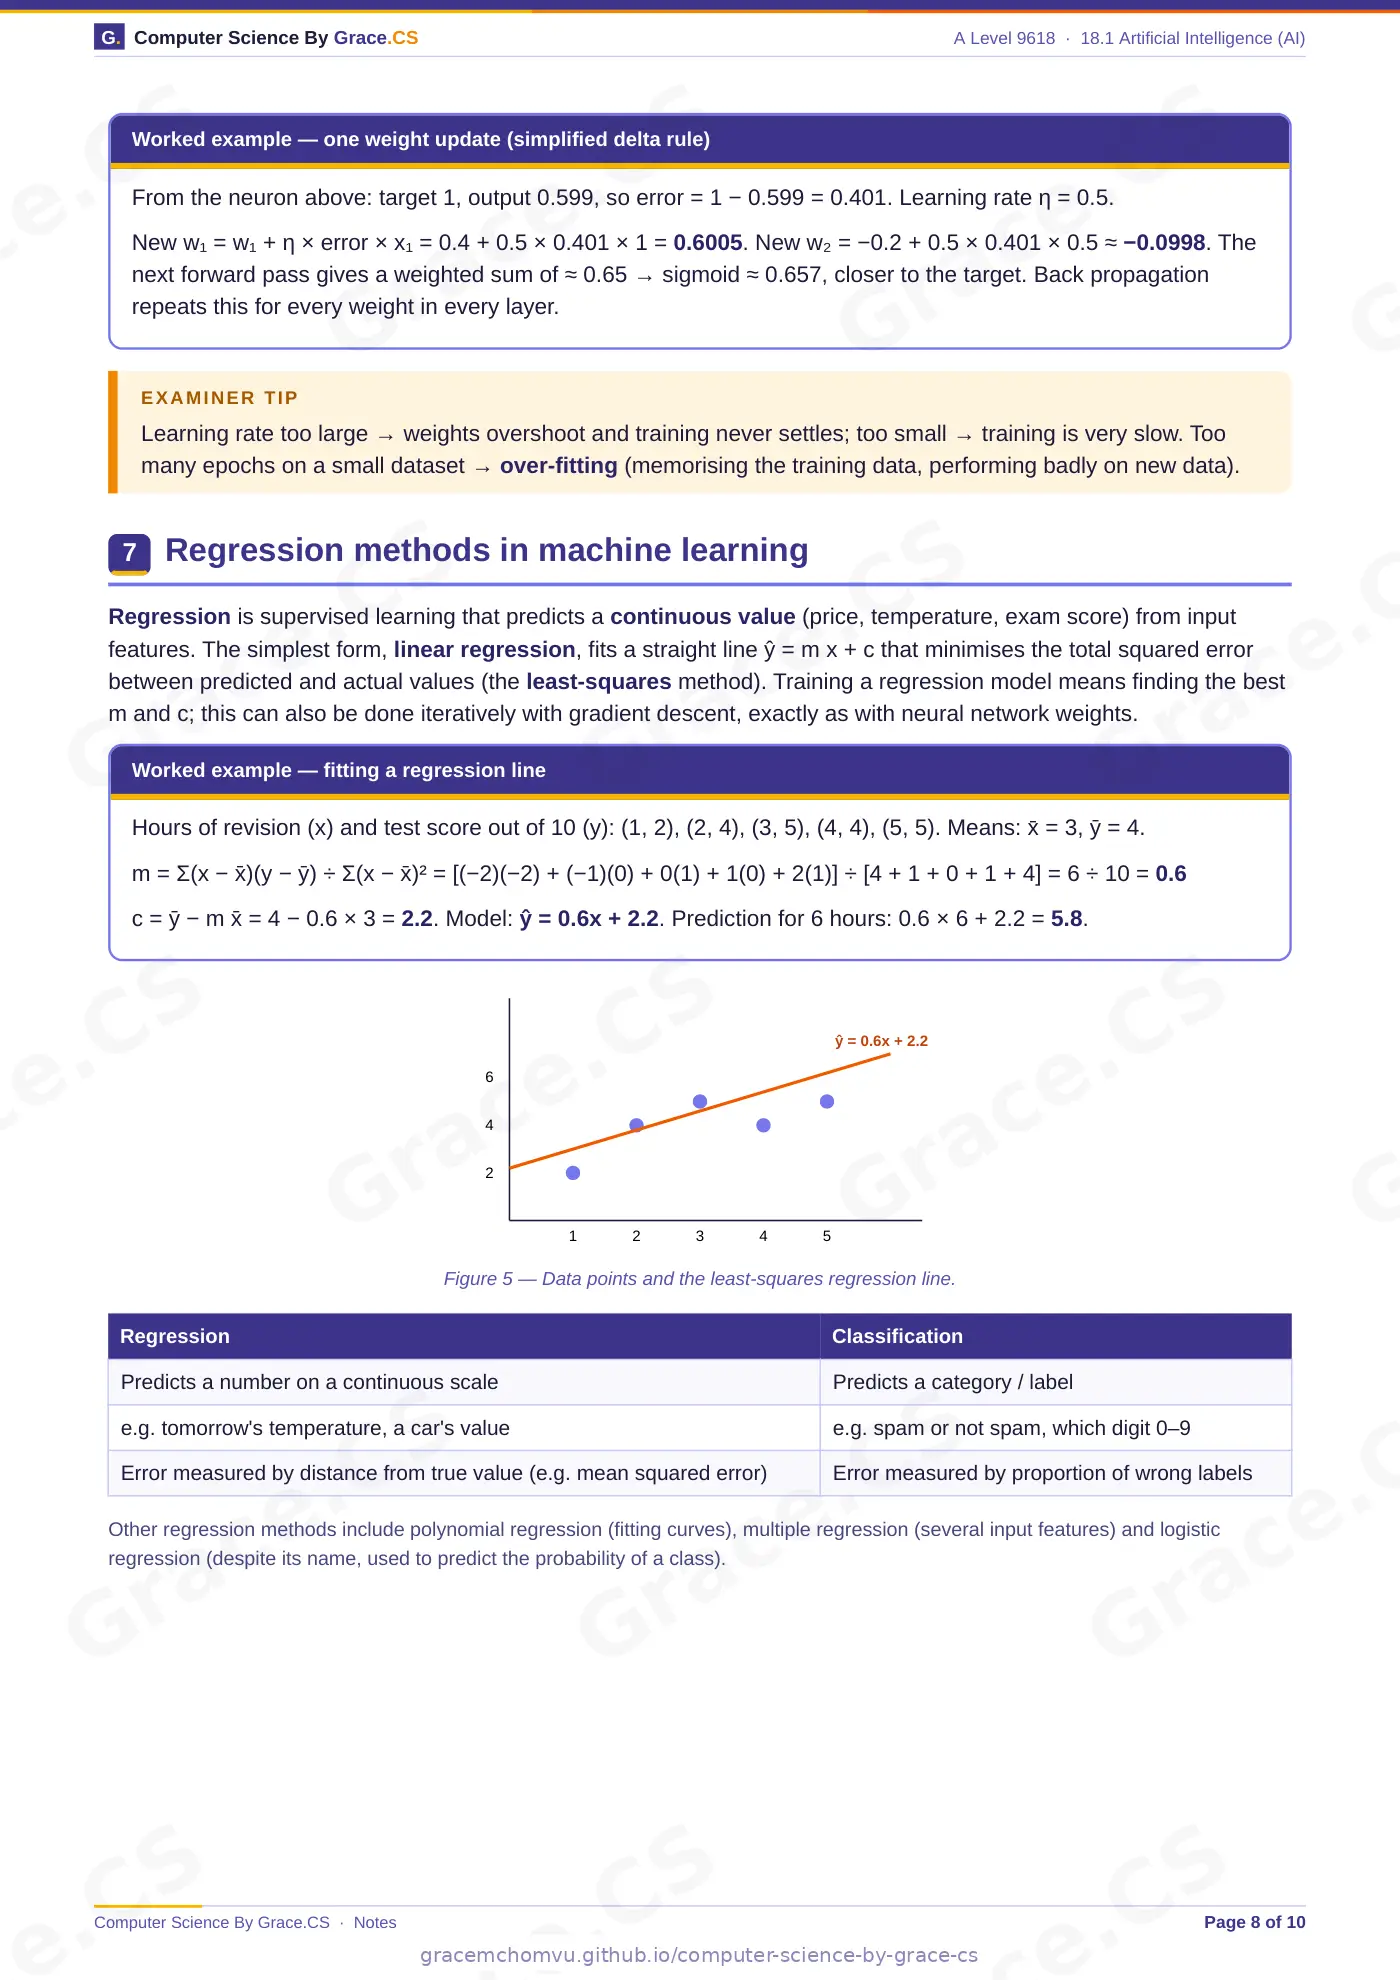 G. Computer Science By Grace.CS
A Level 9618 · 18.1 Artificial Intelligence (AI)
Worked example — one weight update (simplified delta rule)
From the neuron above: target 1, output 0.599, so error = 1 − 0.599 = 0.401. Learning rate η = 0.5.
New w₁ = w₁ + η × error × x₁ = 0.4 + 0.5 × 0.401 × 1 = 0.6005. New w₂ = −0.2 + 0.5 × 0.401 × 0.5 ≈ −0.0998. The
next forward pass gives a weighted sum of ≈ 0.65 → sigmoid ≈ 0.657, closer to the target. Back propagation
repeats this for every weight in every layer.
EXAMINER TIP
Learning rate too large → weights overshoot and training never settles; too small → training is very slow. Too
many epochs on a small dataset → over-fitting (memorising the training data, performing badly on new data).
7 Regression methods in machine learning
Regression is supervised learning that predicts a continuous value (price, temperature, exam score) from input
features. The simplest form, linear regression, fits a straight line ŷ = m x + c that minimises the total squared error
between predicted and actual values (the least-squares method). Training a regression model means finding the best
m and c; this can also be done iteratively with gradient descent, exactly as with neural network weights.
Worked example — fitting a regression line
Hours of revision (x) and test score out of 10 (y): (1, 2), (2, 4), (3, 5), (4, 4), (5, 5). Means: x̄ = 3, ȳ = 4.
m = Σ(x − x̄)(y − ȳ) ÷ Σ(x − x̄)² = [(−2)(−2) + (−1)(0) + 0(1) + 1(0) + 2(1)] ÷ [4 + 1 + 0 + 1 + 4] = 6 ÷ 10 = 0.6
c = ȳ − m x̄ = 4 − 0.6 × 3 = 2.2. Model: ŷ = 0.6x + 2.2. Prediction for 6 hours: 0.6 × 6 + 2.2 = 5.8.
ŷ = 0.6x + 2.2
6
4
2
1 2 3 4 5
Figure 5 — Data points and the least-squares regression line.
Regression Classification
Predicts a number on a continuous scale Predicts a category / label
e.g. tomorrow's temperature, a car's value e.g. spam or not spam, which digit 0–9
Error measured by distance from true value (e.g. mean squared error) Error measured by proportion of wrong labels
Other regression methods include polynomial regression (fitting curves), multiple regression (several input features) and logistic
regression (despite its name, used to predict the probability of a class).
Computer Science By Grace.CS · Notes
Page 8 of 10
gracemchomvu.github.io/computer-science-by-grace-cs
Grace.CS